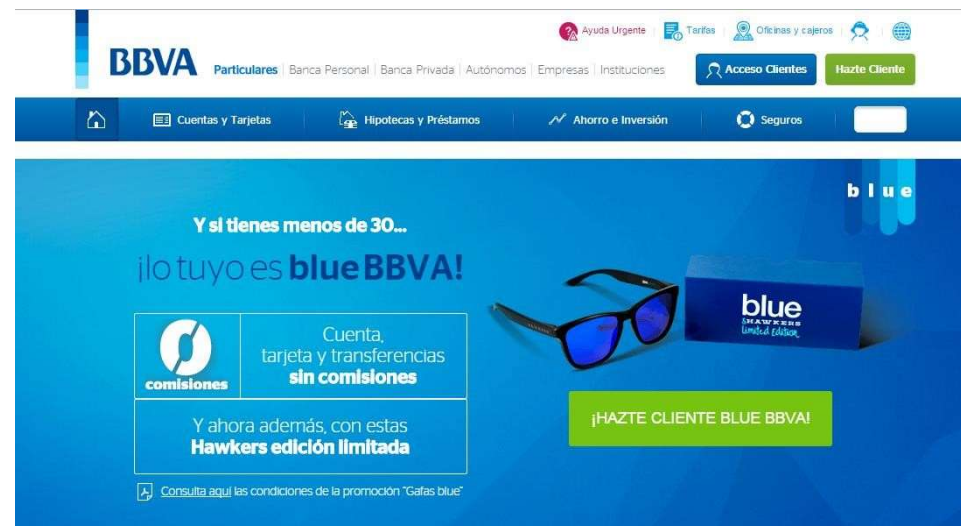 Ayuda Urgente
Tarifas
Oficinas y cajeros
BBVA
Particulares Banca Personal Banca Privada Autónomos Empresas Instituciones
Acceso Clientes
Hazte Cliente
Cuentas y Tarjetas
Hipotecas y Préstamos
Ahorro e Inversión
Seguros
blue
Y si tienes menos de 30...
¡lo tuyo es blueBBVA!
0
comisiones
Cuenta,
tarjeta y transferencias
sin comisiones
Y ahora además, con estas
Hawkers edición limitada
Consulta aquí las condiciones de la promoción "Gafas blue"
blue
&HAWKERS
Limited Edition
¡HAZTE CLIENTE BLUE BBVA!